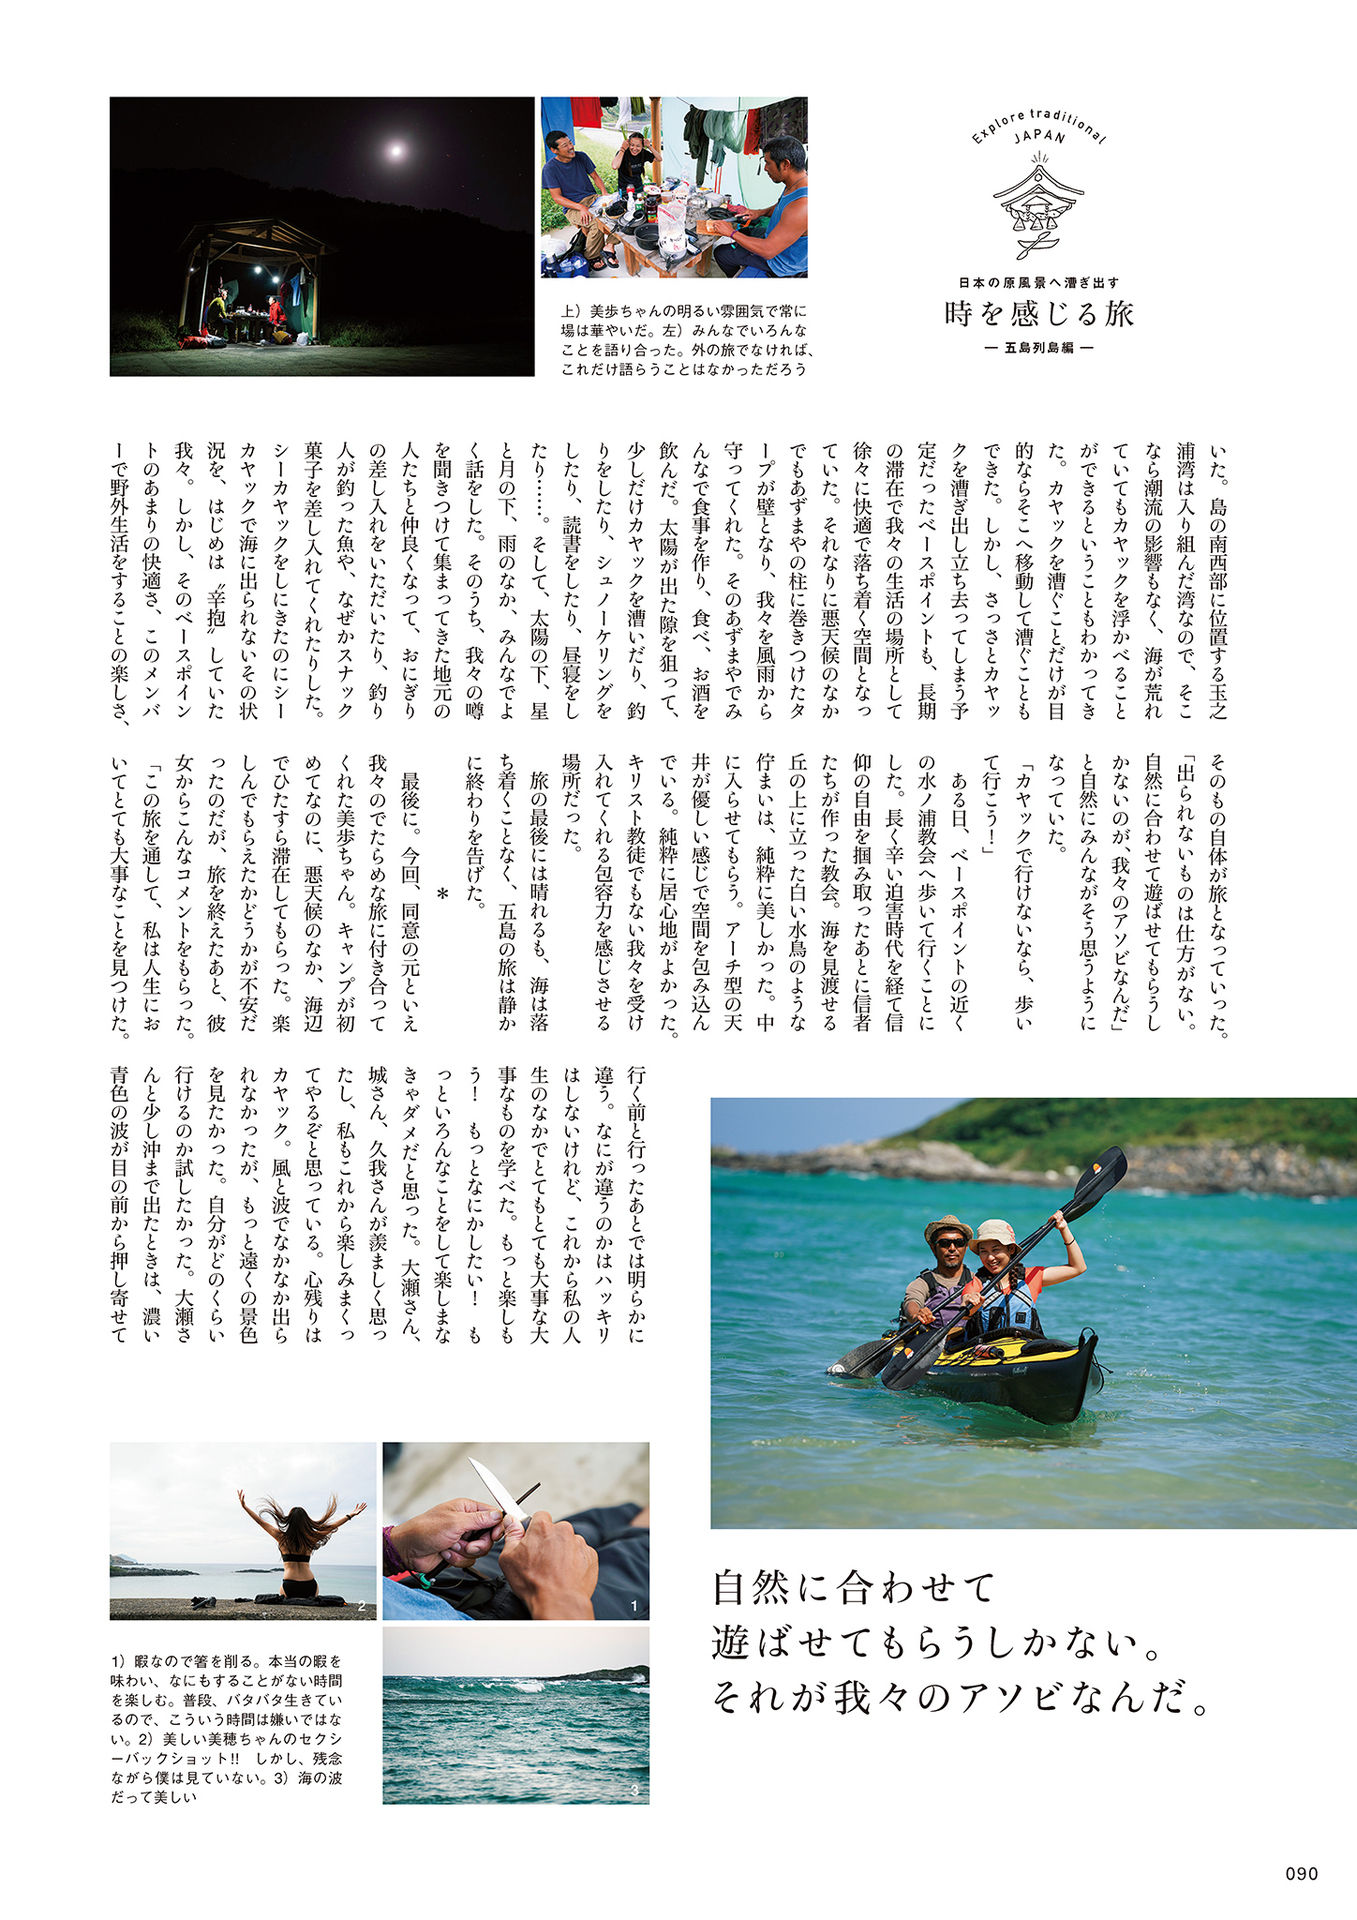 Explore traditional
JAPAN
日本の原風景へ漕ぎ出す
時を感じる旅
― 五島列島編 ―
上）美歩ちゃんの明るい雰囲気で常に
場は華やいだ。左）みんなでいろんな
ことを語り合った。外の旅でなければ、
これだけ語らうことはなかっただろう
いた。島の南西部に位置する玉之
浦湾は入り組んだ湾なので、そこ
なら潮流の影響もなく、海が荒れ
ていてもカヤックを浮かべること
ができるということもわかってき
た。カヤックを漕ぐことだけが目
的ならそこへ移動して漕ぐことも
できた。しかし、さっさとカヤッ
クを漕ぎ出し立ち去ってしまう予
定だったベースポイントも、長期
の滞在で我々の生活の場所として
徐々に快適で落ち着く空間となっ
ていた。それなりに悪天候のなか
でもあずまやの柱に巻きつけたタ
ープが壁となり、我々を風雨から
守ってくれた。そのあずまやでみ
んなで食事を作り、食べ、お酒を
飲んだ。太陽が出た隙を狙って、
少しだけカヤックを漕いだり、釣
りをしたり、シュノーケリングを
したり、読書をしたり、昼寝をし
たり……。そして、太陽の下、星
と月の下、雨のなか、みんなでよ
く話をした。そのうち、我々の噂
を聞きつけて集まってきた地元の
人たちと仲良くなって、おにぎり
の差し入れをいただいたり、釣り
人が釣った魚や、なぜかスナック
菓子を差し入れてくれたりした。
シーカヤックをしにきたのにシー
カヤックで海に出られないその状
況を、はじめは〝辛抱〟していた
我々。しかし、そのベースポイン
トのあまりの快適さ、このメンバ
ーで野外生活をすることの楽しさ、
そのもの自体が旅となっていった。
「出られないものは仕方がない。
自然に合わせて遊ばせてもらうし
かないのが、我々のアソビなんだ」
と自然にみんながそう思うように
なっていた。
「カヤックで行けないなら、歩い
て行こう！」
ある日、ベースポイントの近く
の水ノ浦教会へ歩いて行くことに
した。長く辛い迫害時代を経て信
仰の自由を掴み取ったあとに信者
たちが作った教会。海を見渡せる
丘の上に立った白い水鳥のような
佇まいは、純粋に美しかった。中
に入らせてもらう。アーチ型の天
井が優しい感じで空間を包み込ん
でいる。純粋に居心地がよかった。
キリスト教徒でもない我々を受け
入れてくれる包容力を感じさせる
場所だった。
旅の最後には晴れるも、海は落
ち着くことなく、五島の旅は静か
に終わりを告げた。
＊
最後に。今回、同意の元といえ
我々のでたらめな旅に付き合って
くれた美歩ちゃん。キャンプが初
めてなのに、悪天候のなか、海辺
でひたすら滞在してもらった。楽
しんでもらえたかどうかが不安だ
ったのだが、旅を終えたあと、彼
女からこんなコメントをもらった。
「この旅を通して、私は人生にお
いてとても大事なことを見つけた。
行く前と行ったあとでは明らかに
違う。なにが違うのかはハッキリ
はしないけれど、これから私の人
生のなかでとてもとても大事な大
事なものを学べた。もっと楽しも
う！　もっとなにかしたい！　も
っといろんなことをして楽しまな
きゃダメだと思った。大瀬さん、
城さん、久我さんが羨ましく思っ
たし、私もこれから楽しみまくっ
てやるぞと思っている。心残りは
カヤック。風と波でなかなか出ら
れなかったが、もっと遠くの景色
を見たかった。自分がどのくらい
行けるのか試したかった。大瀬さ
んと少し沖まで出たときは、濃い
青色の波が目の前から押し寄せて
自然に合わせて
遊ばせてもらうしかない。
それが我々のアソビなんだ。
1
2
3
1）暇なので箸を削る。本当の暇を
味わい、なにもすることがない時間
を楽しむ。普段、バタバタ生きてい
るので、こういう時間は嫌いではな
い。2）美しい美穂ちゃんのセクシ
ーバックショット!!　しかし、残念
ながら僕は見ていない。3）海の波
だって美しい
090